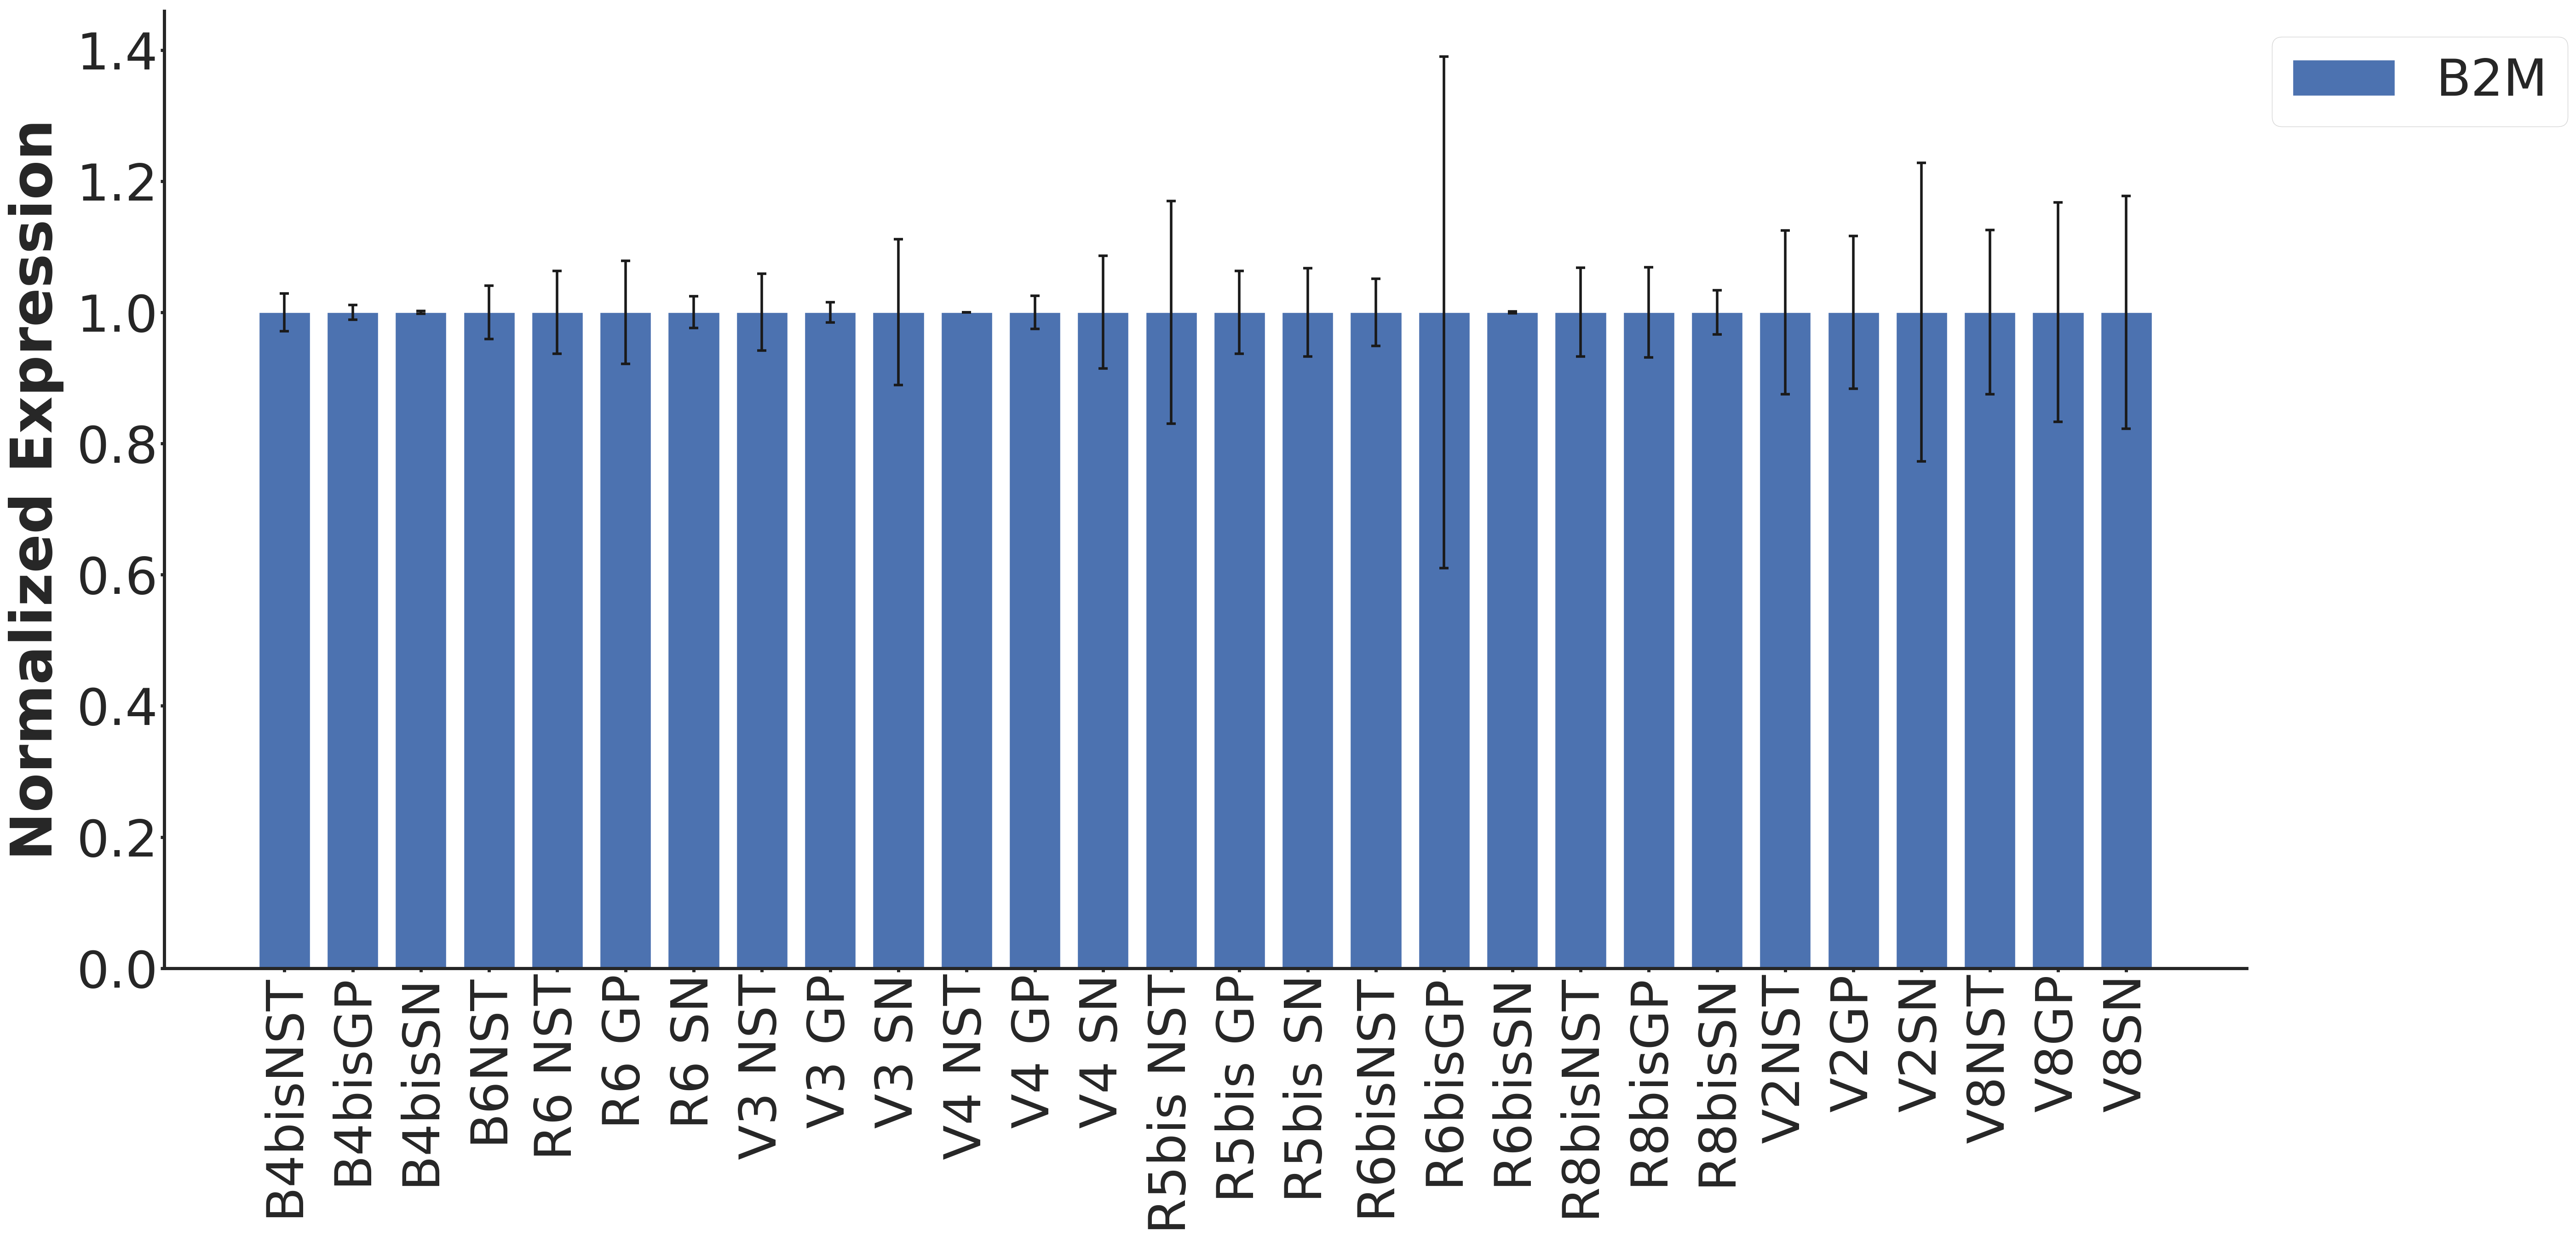 Normalized Expression
1.4
1.2
1.0
0.8
0.6
0.4
0.2
0.0
B4bisNST
B4bisGP
B4bisSN
B6NST
R6 NST
R6 GP
R6 SN
V3 NST
V3 GP
V3 SN
V4 NST
V4 GP
V4 SN
R5bis NST
R5bis GP
R5bis SN
R6bisNST
R6bisGP
R6bisSN
R8bisNST
R8bisGP
R8bisSN
V2NST
V2GP
V2SN
V8NST
V8GP
V8SN
B2M